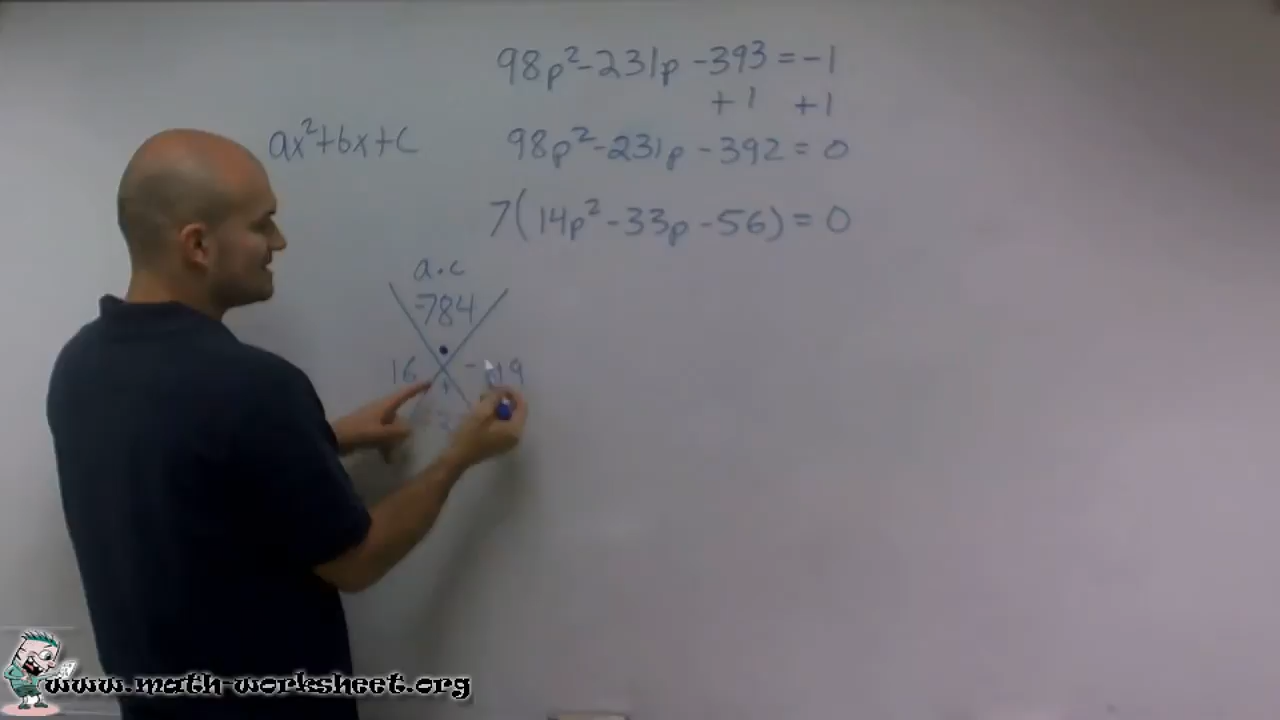 98p²-231p -393 = -1
+1 +1
ax²+bx+c
98p²-231p -392 = 0
7(14p² -33p -56) = 0
a.c
-784
16 -49
+
www.math-worksheet.org